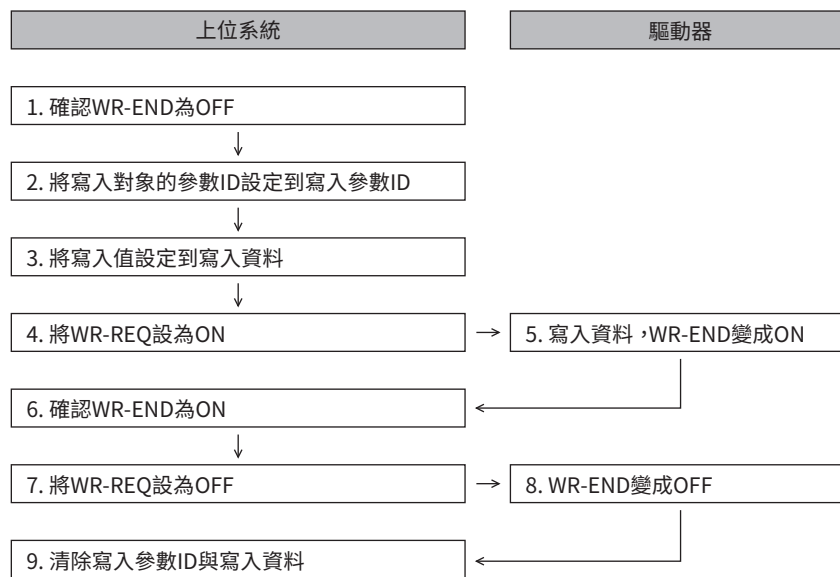 上位系統
驅動器
1. 確認WR-END為OFF
2. 將寫入對象的參數ID設定到寫入參數ID
3. 將寫入值設定到寫入資料
4. 將WR-REQ設為ON
5. 寫入資料，WR-END變成ON
6. 確認WR-END為ON
7. 將WR-REQ設為OFF
8. WR-END變成OFF
9. 清除寫入參數ID與寫入資料